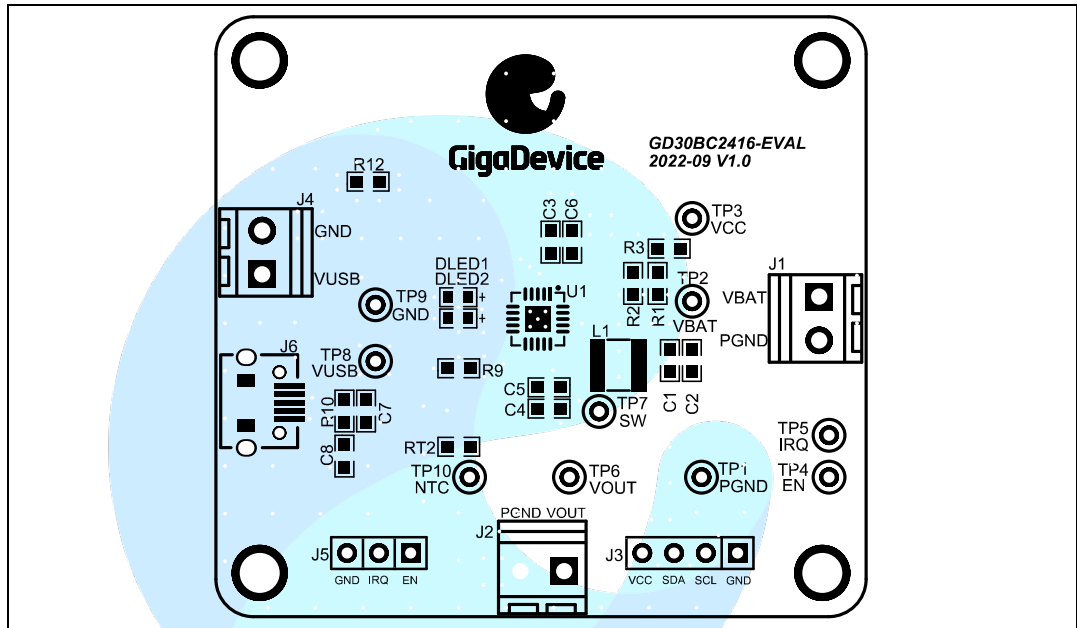 GigaDevice
GD30BC2416-EVAL
2022-09 V1.0
R12
J4
GND
VUSB
C3
C6
TP3
VCC
R3
DLED1
DLED2
+
+
U1
TP9
GND
R2
R1
TP2
VBAT
J1
VBAT
PGND
J6
TP8
VUSB
R9
L1
C5
C4
C1
C2
R10
C7
C8
TP7
SW
TP5
IRQ
RT2
TP10
NTC
TP6
VOUT
TP1
PGND
TP4
EN
PGND VOUT
J2
J5
GND IRQ EN
J3
VCC SDA SCL GND